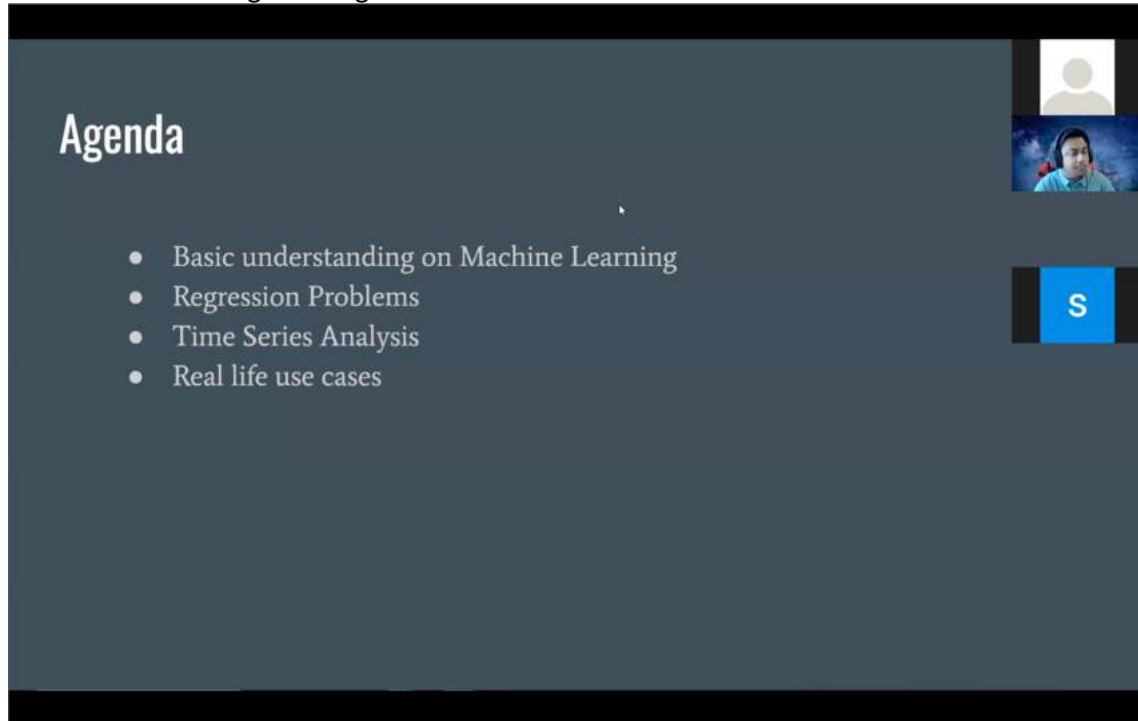 Agenda
● Basic understanding on Machine Learning
● Regression Problems
● Time Series Analysis
● Real life use cases
S